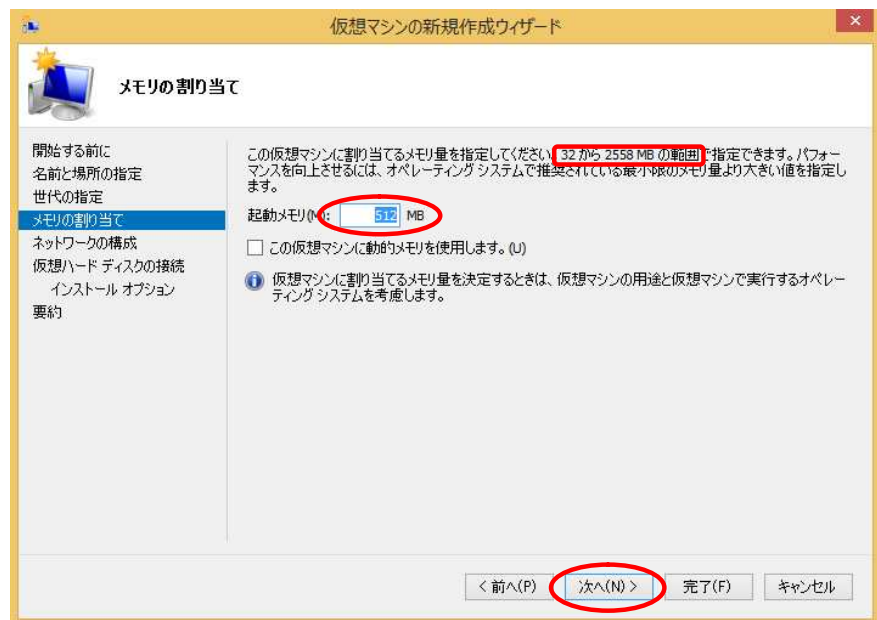 仮想マシンの新規作成ウィザード
メモリの割り当て
開始する前に
名前と場所の指定
世代の指定
メモリの割り当て
ネットワークの構成
仮想ハード ディスクの接続
インストール オプション
要約
この仮想マシンに割り当てるメモリ量を指定してください。32 から 2558 MB の範囲で指定できます。パフォー
マンスを向上させるには、オペレーティング システムで推奨されている最小限のメモリ量より大きい値を指定し
ます。
起動メモリ(M): 512 MB
この仮想マシンに動的メモリを使用します。(U)
仮想マシンに割り当てるメモリ量を決定するときは、仮想マシンの用途と仮想マシンで実行するオペレー
ティング システムを考慮します。
< 前へ(P) 次へ(N) > 完了(F) キャンセル